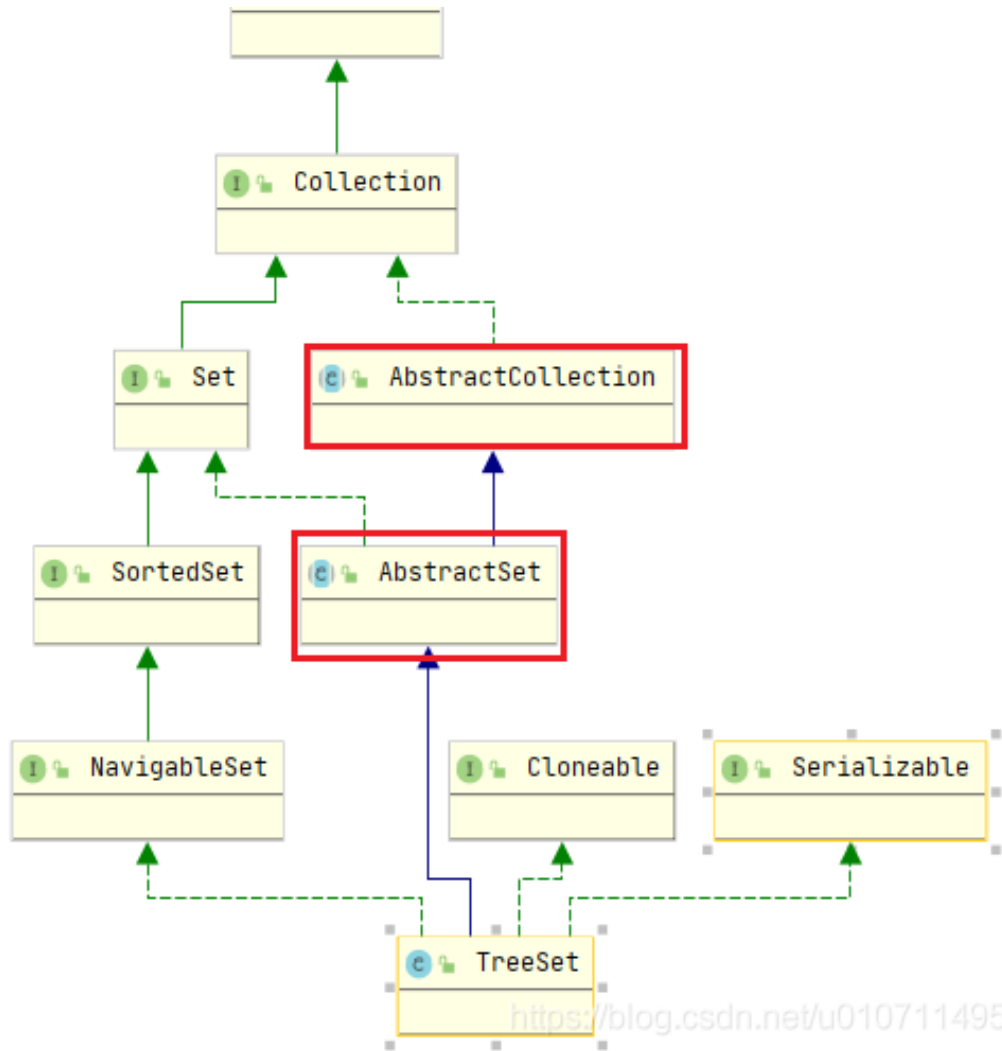 Collection
Set
AbstractCollection
SortedSet
AbstractSet
NavigableSet
Cloneable
Serializable
TreeSet
https://blog.csdn.net/u010711495